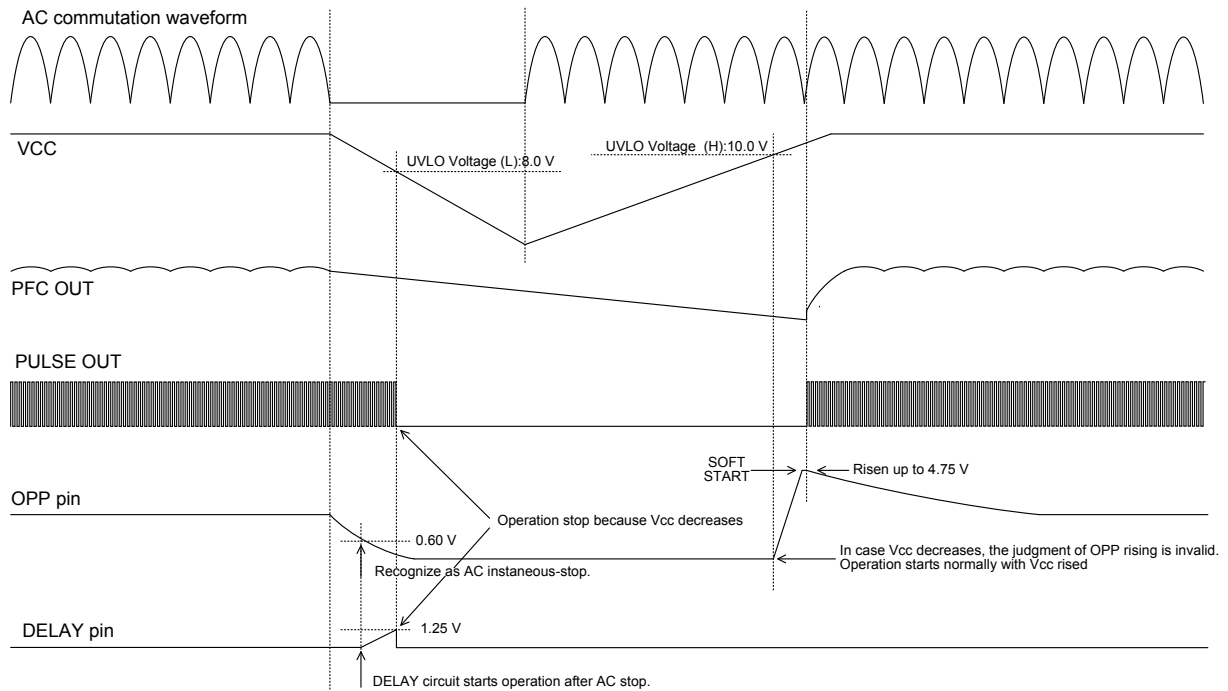 AC commutation waveform
VCC
UVLO Voltage (L):8.0 V
UVLO Voltage (H):10.0 V
PFC OUT
PULSE OUT
SOFT
START
Risen up to 4.75 V
OPP pin
Operation stop because Vcc decreases
0.60 V
Recognize as AC instaneous-stop.
In case Vcc decreases, the judgment of OPP rising is invalid.
Operation starts normally with Vcc rised
DELAY pin
1.25 V
DELAY circuit starts operation after AC stop.